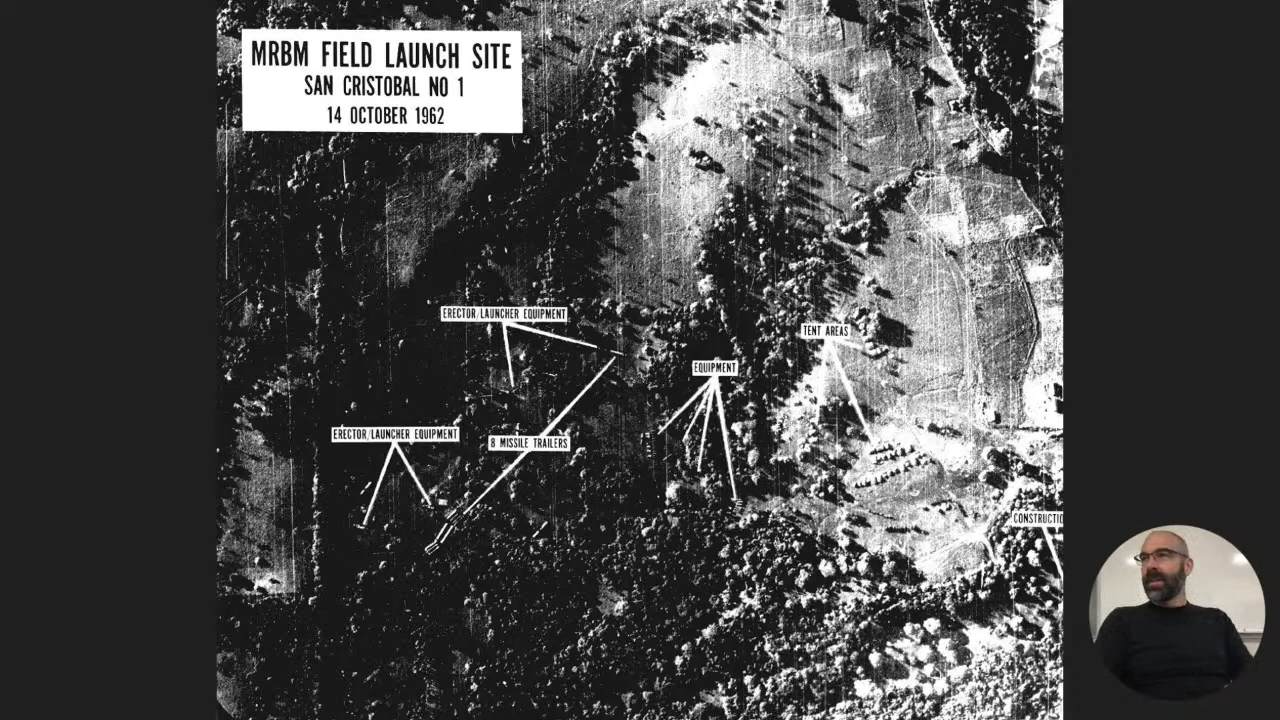 MRBM FIELD LAUNCH SITE
SAN CRISTOBAL NO 1
14 OCTOBER 1962
ERECTOR/LAUNCHER EQUIPMENT
TENT AREAS
EQUIPMENT
ERECTOR/LAUNCHER EQUIPMENT
8 MISSILE TRAILERS
CONSTRUCTIO